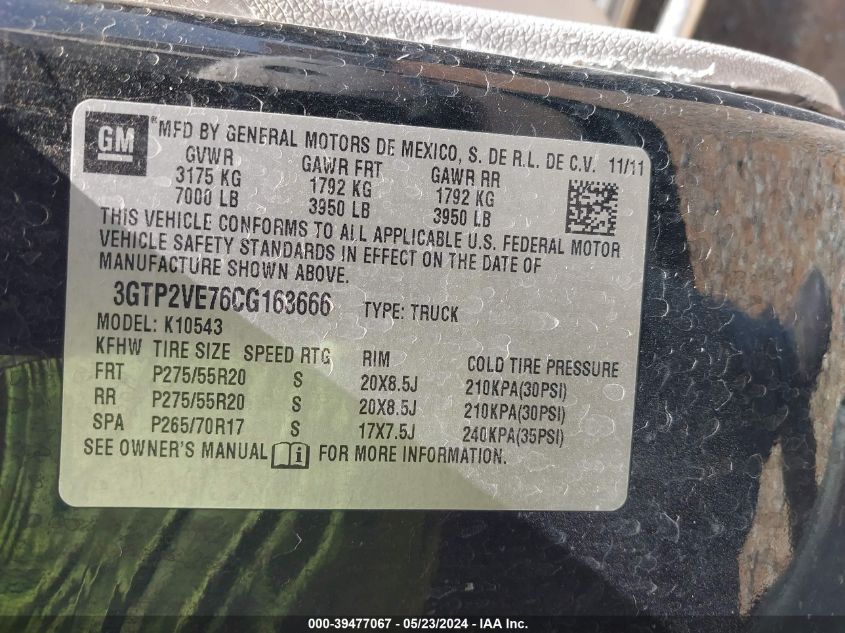 GM ®MFD BY GENERAL MOTORS DE MEXICO, S. DE R.L. DE C.V. 11/11
GVWR GAWR FRT GAWR RR
3175 KG 1792 KG 1792 KG
7000 LB 3950 LB 3950 LB
THIS VEHICLE CONFORMS TO ALL APPLICABLE U.S. FEDERAL MOTOR
VEHICLE SAFETY STANDARDS IN EFFECT ON THE DATE OF
MANUFACTURE SHOWN ABOVE.
3GTP2VE76CG163666 TYPE: TRUCK
MODEL: K10543
KFHW TIRE SIZE SPEED RTG RIM COLD TIRE PRESSURE
FRT P275/55R20 S 20X8.5J 210KPA(30PSI)
RR P275/55R20 S 20X8.5J 210KPA(30PSI)
SPA P265/70R17 S 17X7.5J 240KPA(35PSI)
SEE OWNER'S MANUAL i FOR MORE INFORMATION.
000-39477067 - 05/23/2024 - IAA Inc.